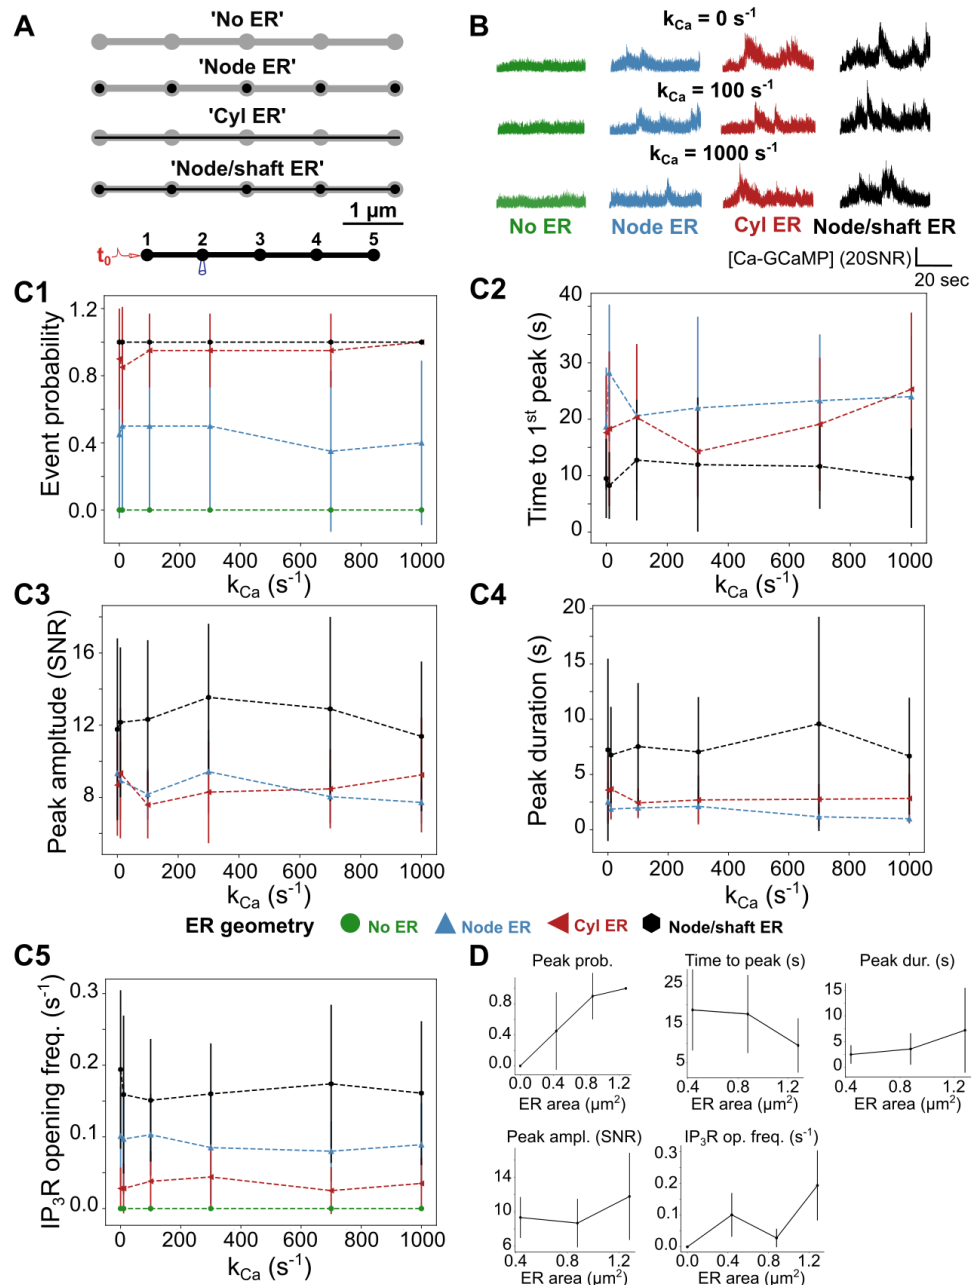 A
'No ER'
'Node ER'
'Cyl ER'
'Node/shaft ER'
1 µm
t₀
1 2 3 4 5
B
k_Ca = 0 s⁻¹
k_Ca = 100 s⁻¹
k_Ca = 1000 s⁻¹
No ER Node ER Cyl ER Node/shaft ER
[Ca-GCaMP] (20SNR)
20 sec
C1
Event probability
1.2
0.8
0.4
0.0
0 200 400 600 800 1000
k_Ca (s⁻¹)
C2
Time to 1ˢᵗ peak (s)
40
30
20
10
0
0 200 400 600 800 1000
k_Ca (s⁻¹)
C3
Peak ampltude (SNR)
16
12
8
0 200 400 600 800 1000
k_Ca (s⁻¹)
C4
Peak duration (s)
20
15
10
5
0
0 200 400 600 800 1000
k_Ca (s⁻¹)
ER geometry No ER Node ER Cyl ER Node/shaft ER
C5
IP₃R opening freq. (s⁻¹)
0.3
0.2
0.1
0.0
0 200 400 600 800 1000
k_Ca (s⁻¹)
D
Peak prob.
0.8
0.4
0.0
0.0 0.4 0.8 1.2
ER area (µm²)
Time to peak (s)
25
15
5
0.4 0.8 1.2
ER area (µm²)
Peak dur. (s)
15
10
5
0
0.4 0.8 1.2
ER area (µm²)
Peak ampl. (SNR)
14
10
6
0.4 0.8 1.2
ER area (µm²)
IP₃R op. freq. (s⁻¹)
0.3
0.2
0.1
0.0
0.0 0.4 0.8 1.2
ER area (µm²)